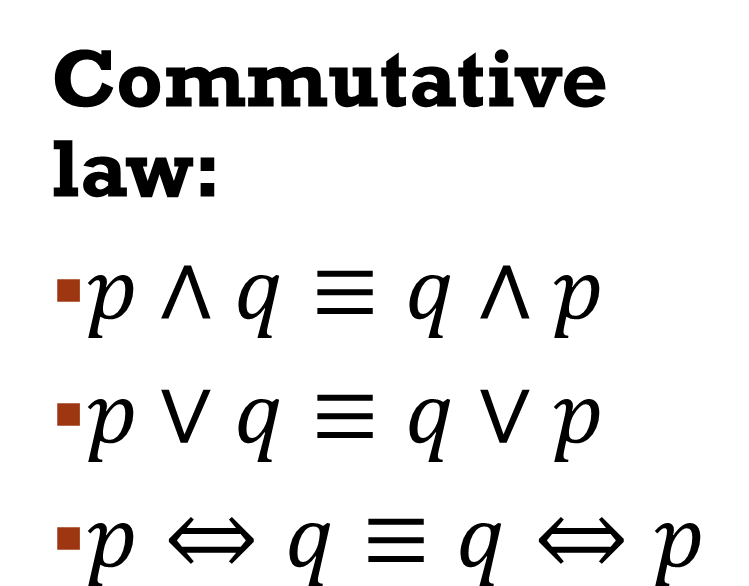 Commutative
law:
▪𝑝 ∧ 𝑞 ≡ 𝑞 ∧ 𝑝
▪𝑝 ∨ 𝑞 ≡ 𝑞 ∨ 𝑝
▪𝑝 ⇔ 𝑞 ≡ 𝑞 ⇔ 𝑝